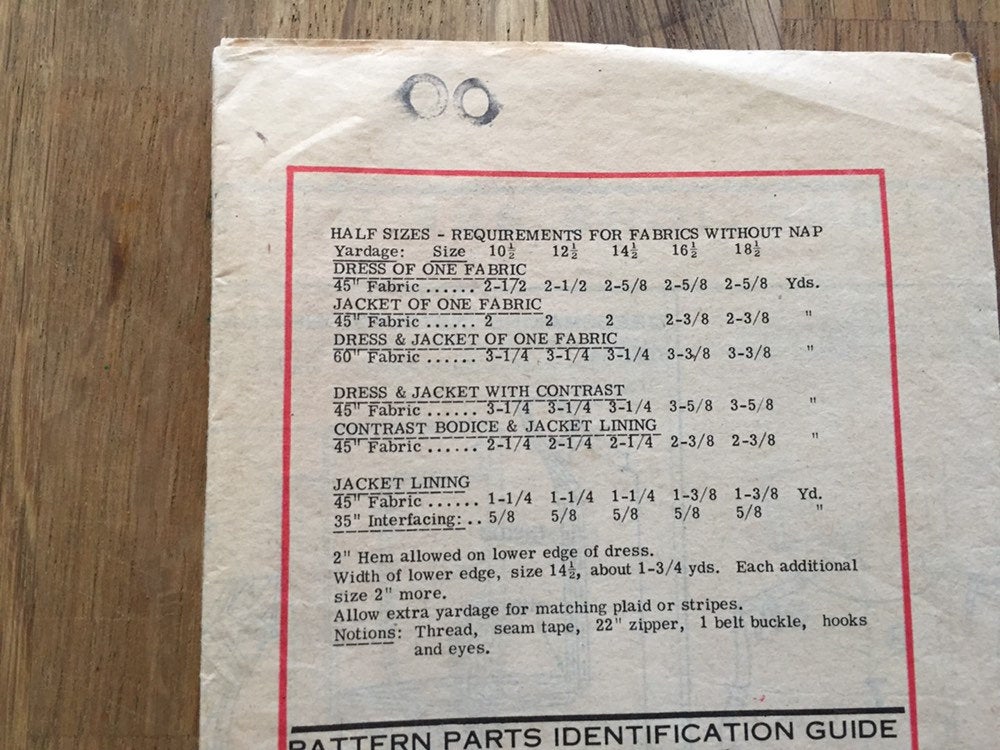 HALF SIZES - REQUIREMENTS FOR FABRICS WITHOUT NAP
Yardage: Size 10½ 12½ 14½ 16½ 18½
DRESS OF ONE FABRIC
45" Fabric ...... 2-1/2 2-1/2 2-5/8 2-5/8 2-5/8 Yds.
JACKET OF ONE FABRIC
45" Fabric ...... 2 2 2 2-3/8 2-3/8 "
DRESS & JACKET OF ONE FABRIC
60" Fabric ...... 3-1/4 3-1/4 3-1/4 3-3/8 3-3/8 "
DRESS & JACKET WITH CONTRAST
45" Fabric ...... 3-1/4 3-1/4 3-1/4 3-5/8 3-5/8 "
CONTRAST BODICE & JACKET LINING
45" Fabric ...... 2-1/4 2-1/4 2-1/4 2-3/8 2-3/8 "
JACKET LINING
45" Fabric ...... 1-1/4 1-1/4 1-1/4 1-3/8 1-3/8 Yd.
35" Interfacing: .. 5/8 5/8 5/8 5/8 5/8 "
2" Hem allowed on lower edge of dress.
Width of lower edge, size 14½, about 1-3/4 yds. Each additional
size 2" more.
Allow extra yardage for matching plaid or stripes.
Notions: Thread, seam tape, 22" zipper, 1 belt buckle, hooks
and eyes.
PATTERN PARTS IDENTIFICATION GUIDE